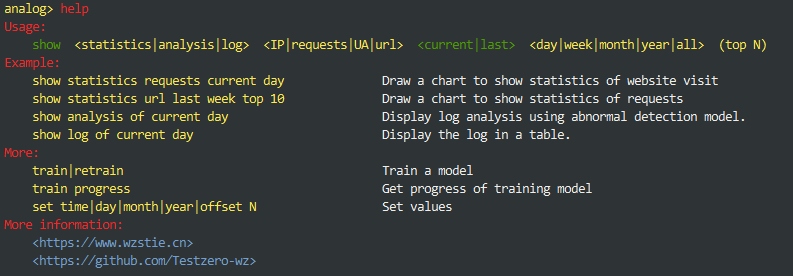 analog> help
Usage:
show <statistics|analysis|log> <IP|requests|UA|url> <current|last> <day|week|month|year|all> (top N)
Example:
show statistics requests current day Draw a chart to show statistics of website visit
show statistics url last week top 10 Draw a chart to show statistics of requests
show analysis of current day Display log analysis using abnormal detection model.
show log of current day Display the log in a table.
More:
train|retrain Train a model
train progress Get progress of training model
set time|day|month|year|offset N Set values
More information:
<https://www.wzstie.cn>
<https://github.com/Testzero-wz>